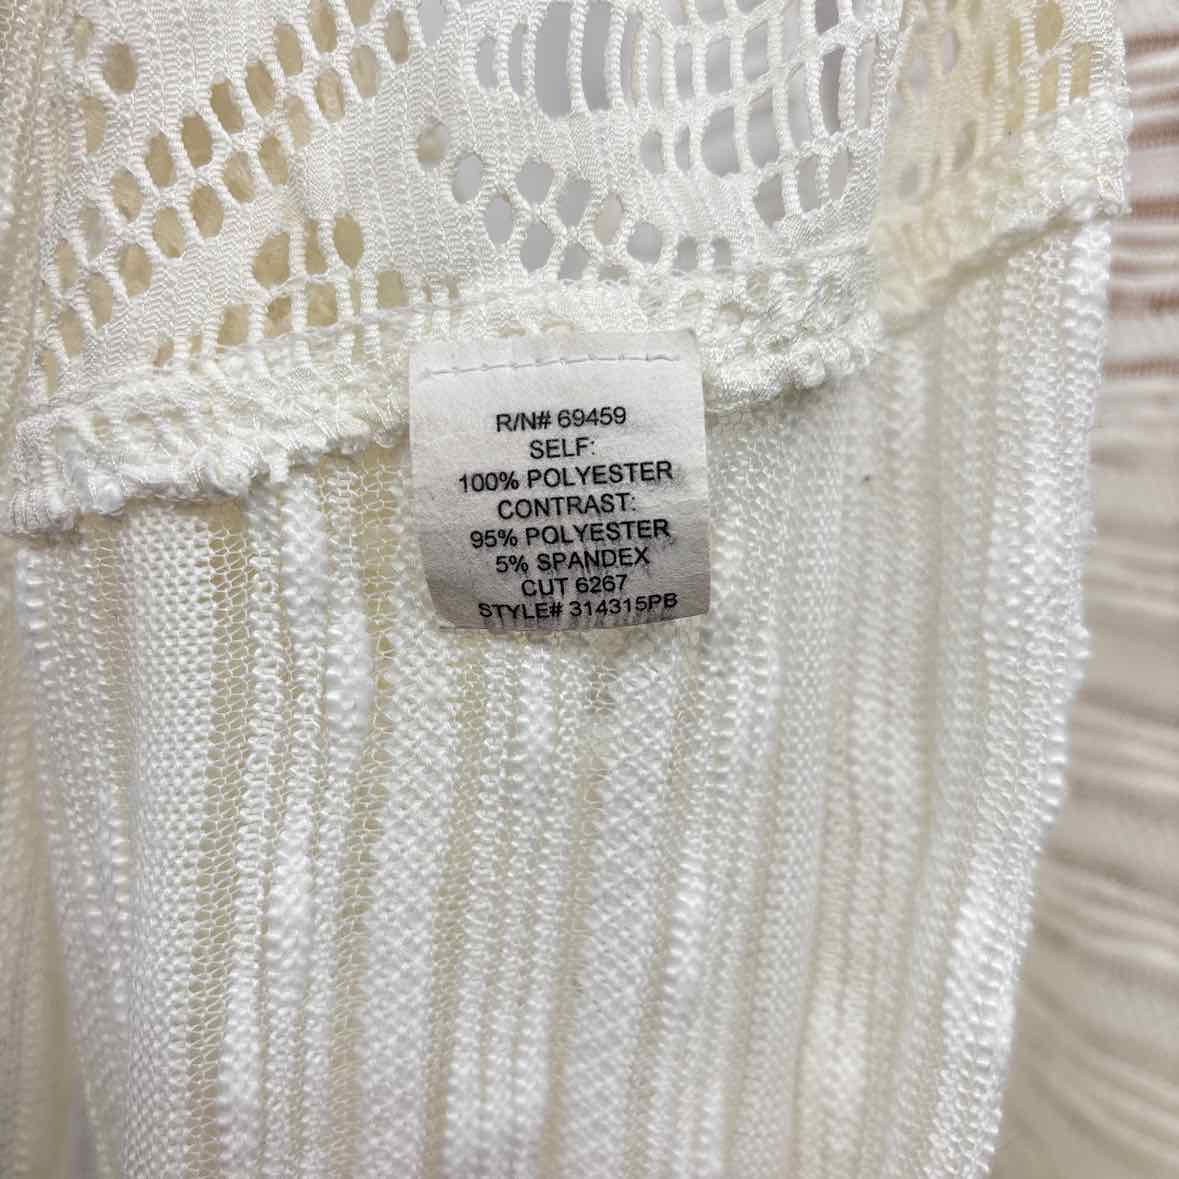 R/N# 69459
SELF:
100% POLYESTER
CONTRAST:
95% POLYESTER
5% SPANDEX
CUT 6267
STYLE# 314315PB